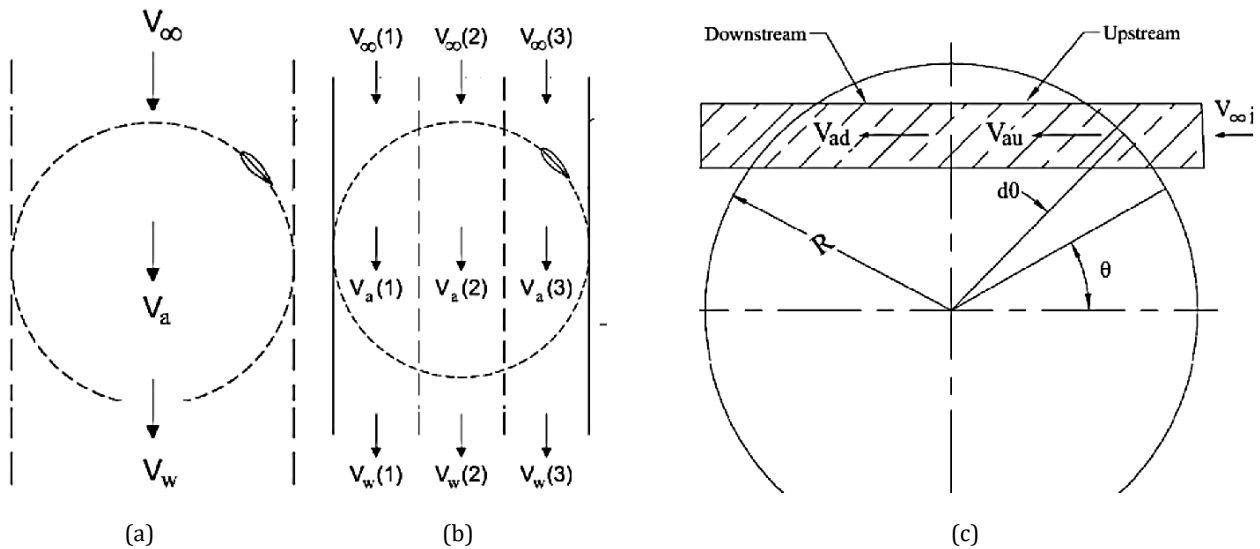 V∞
Va
Vw
(a)
V∞(1) V∞(2) V∞(3)
Va(1) Va(2) Va(3)
Vw(1) Vw(2) Vw(3)
(b)
Downstream Upstream
V∞i
Vad Vau
dθ
R
θ
(c)